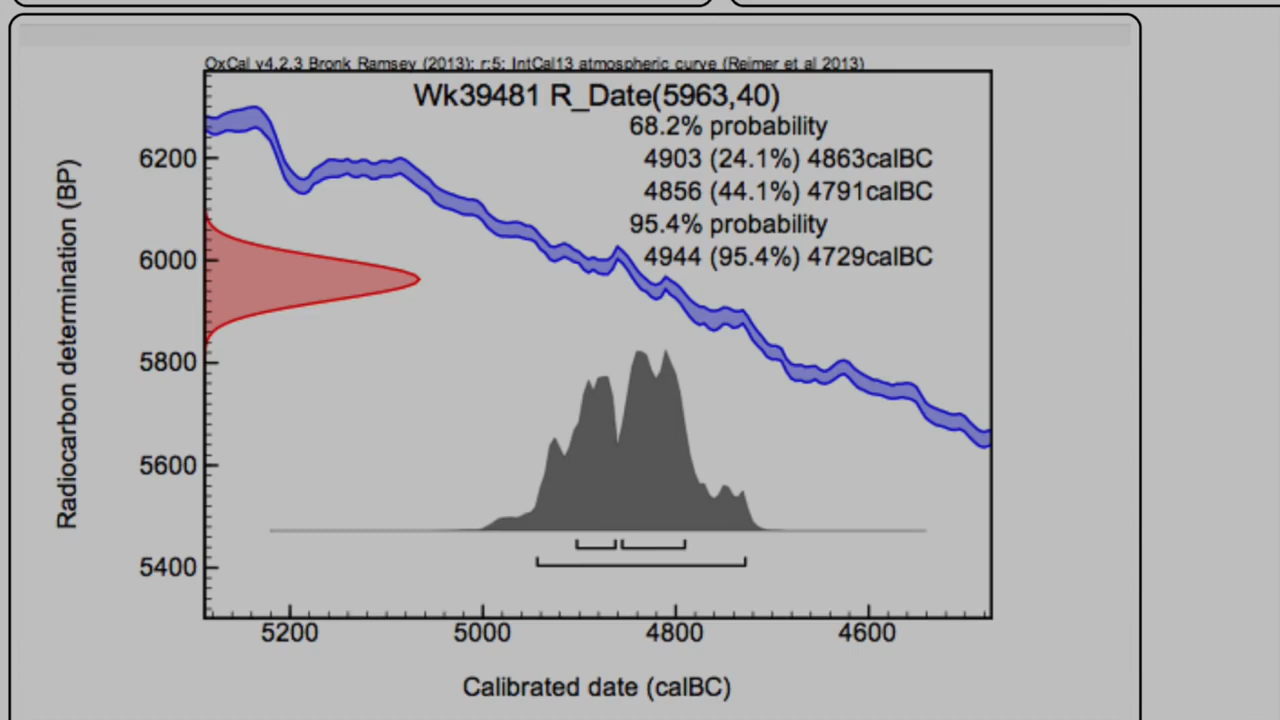 OxCal v4.2.3 Bronk Ramsey (2013); r:5; IntCal13 atmospheric curve (Reimer et al 2013)
Wk39481 R_Date(5963,40)
68.2% probability
4903 (24.1%) 4863calBC
4856 (44.1%) 4791calBC
95.4% probability
4944 (95.4%) 4729calBC
Radiocarbon determination (BP)
6200
6000
5800
5600
5400
5200 5000 4800 4600
Calibrated date (calBC)